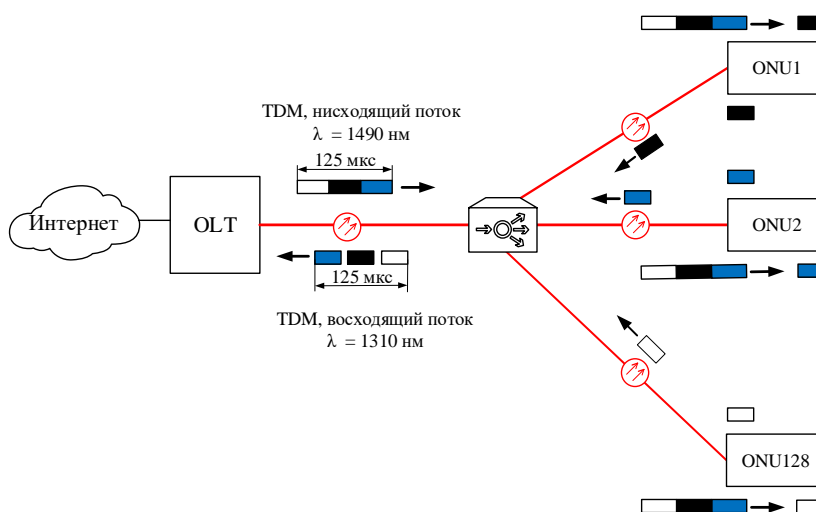 ONU1
TDM, нисходящий поток
λ = 1490 нм
125 мкс
Интернет
OLT
ONU2
125 мкс
TDM, восходящий поток
λ = 1310 нм
ONU128